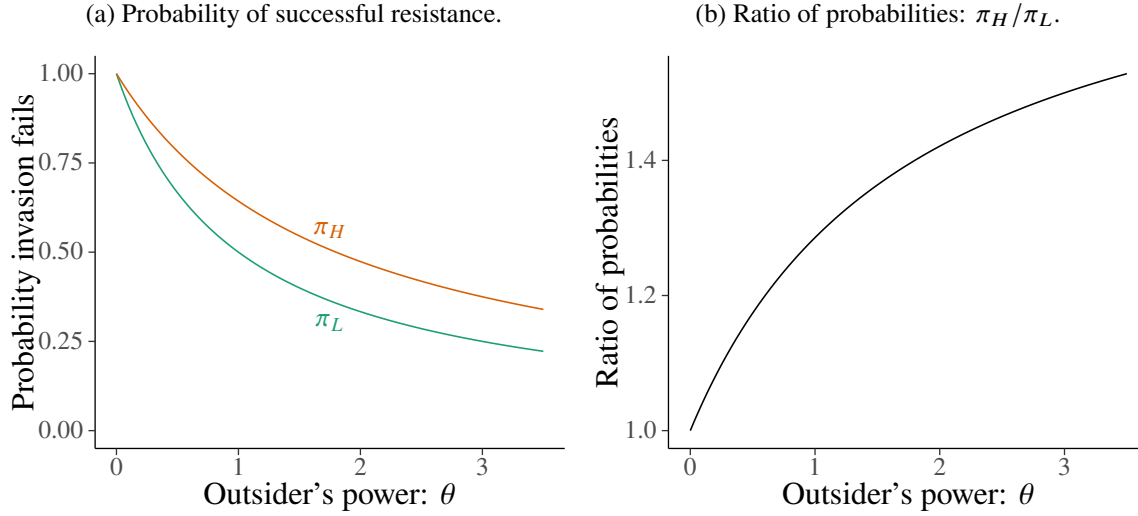 (a) Probability of successful resistance.
Probability invasion fails
1.00
0.75
0.50
0.25
0.00
π_H
π_L
0 1 2 3
Outsider's power: θ
(b) Ratio of probabilities: π_H/π_L.
Ratio of probabilities
1.4
1.2
1.0
0 1 2 3
Outsider's power: θ